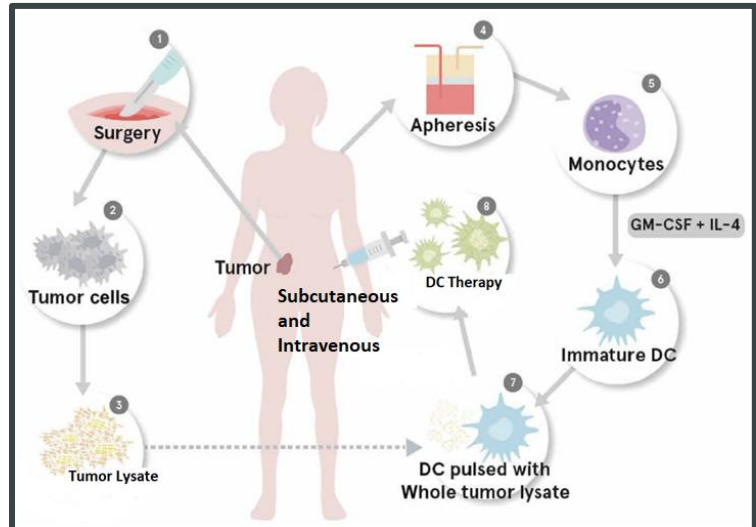 1
Surgery
2
Tumor cells
3
Tumor Lysate
Tumor
4
Apheresis
5
Monocytes
GM-CSF + IL-4
6
Immature DC
7
DC pulsed with
Whole tumor lysate
8
DC Therapy
Subcutaneous
and
Intravenous